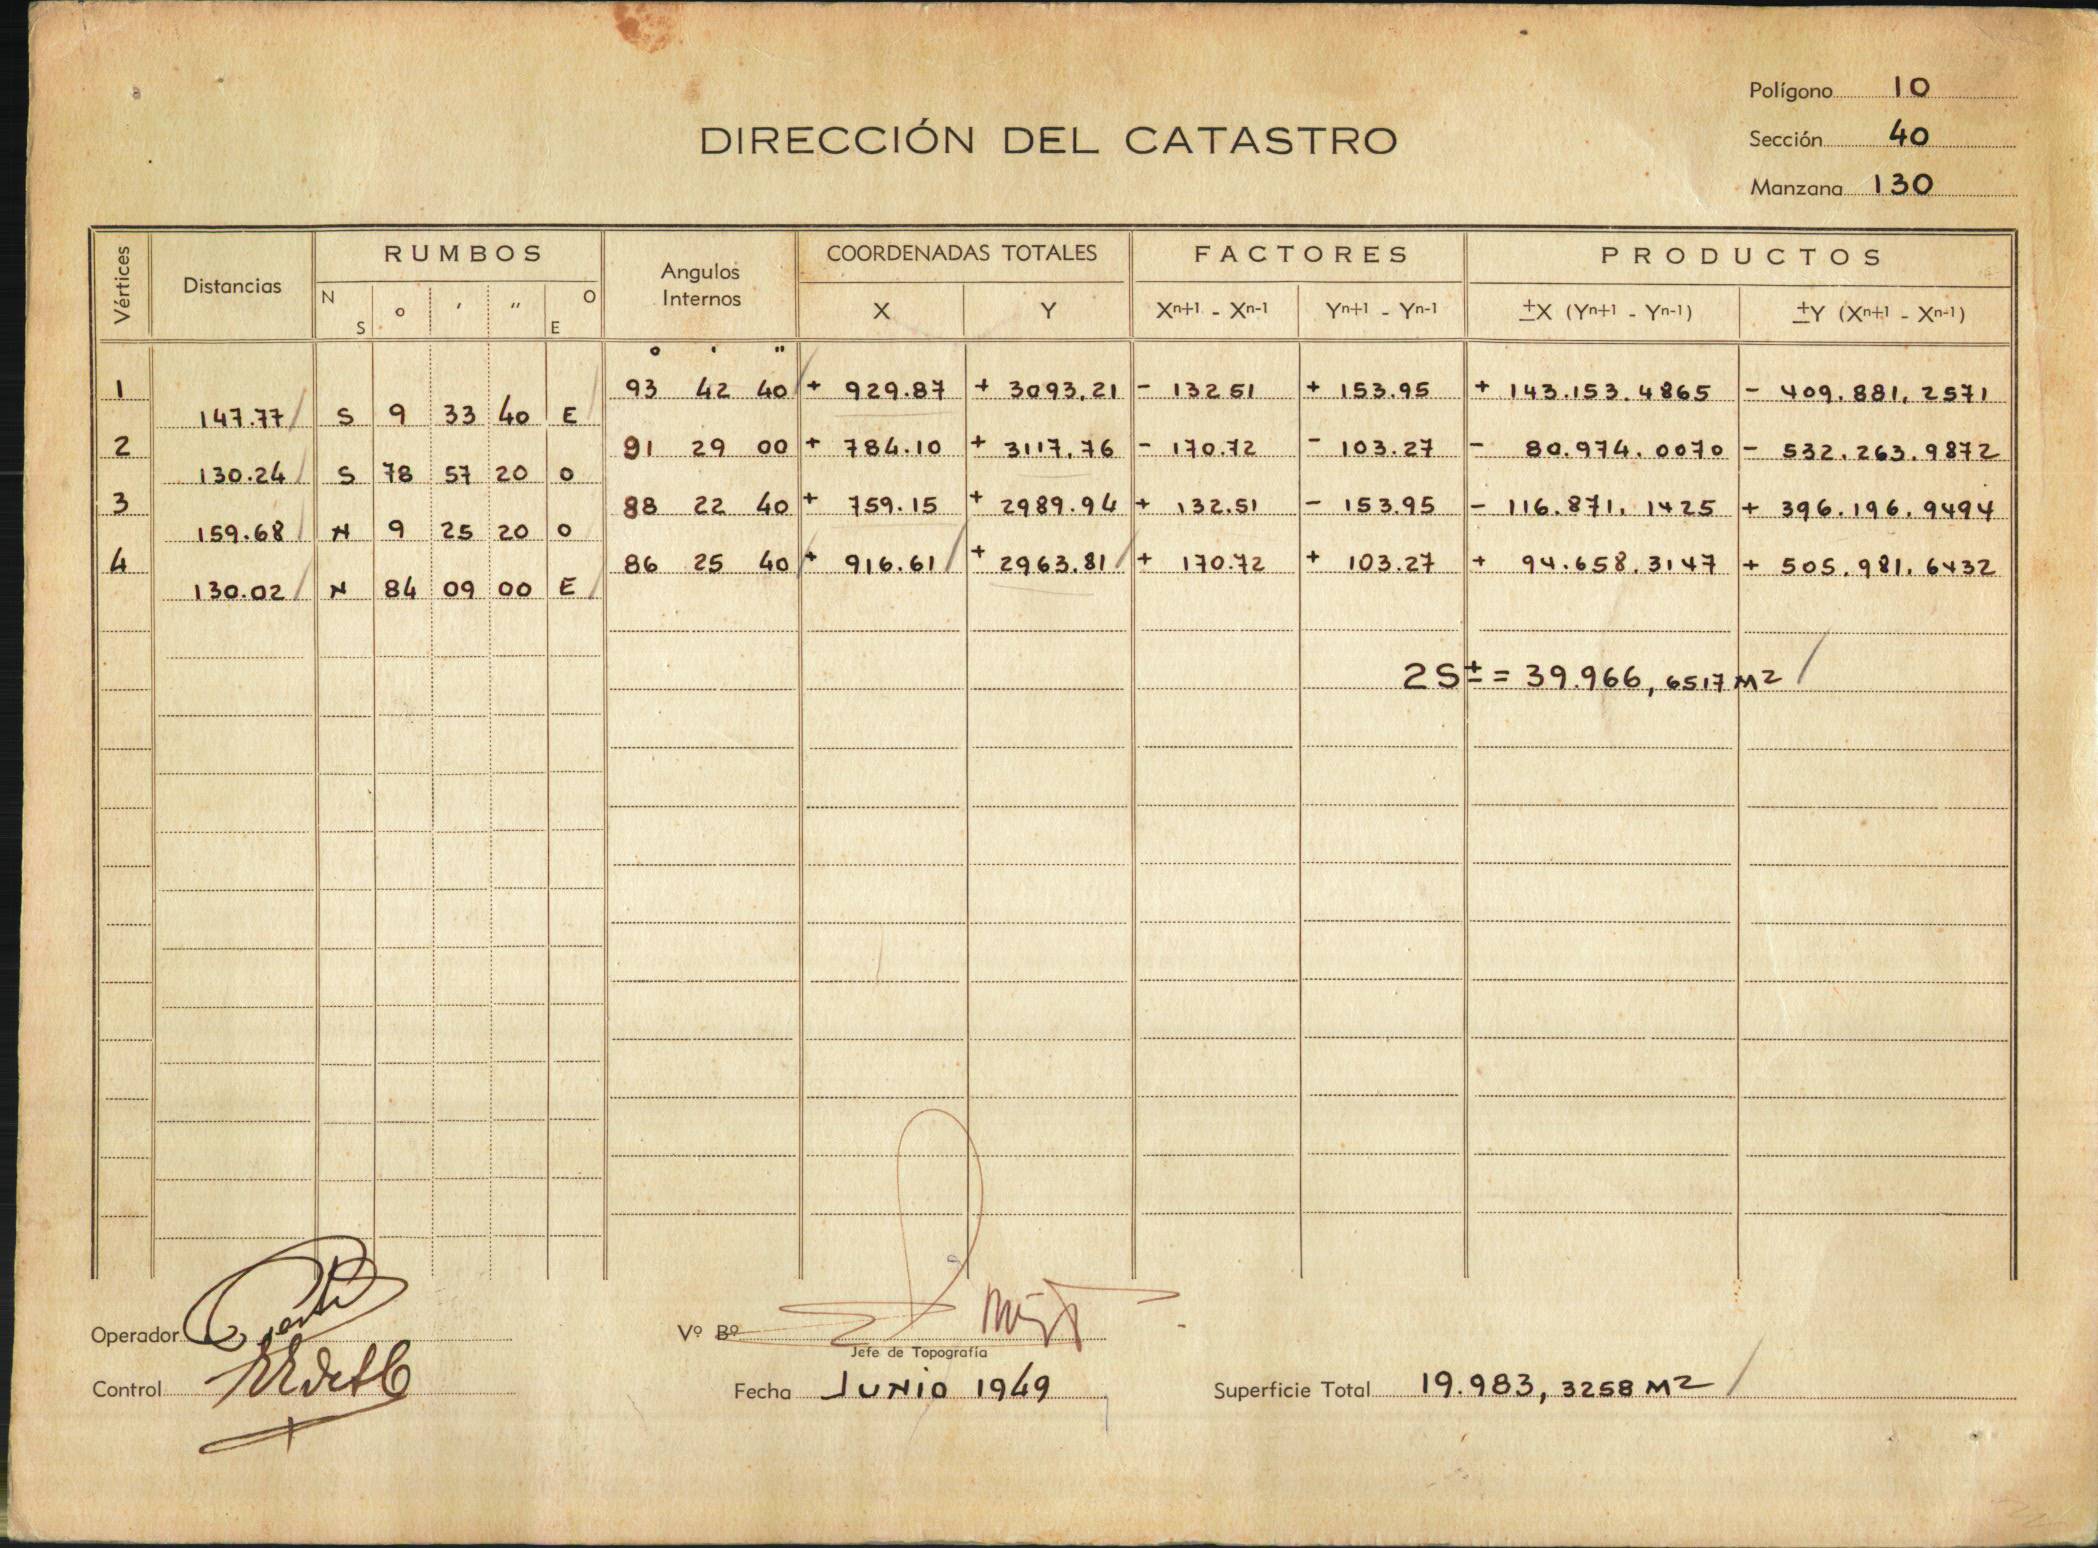 Polígono 10
DIRECCIÓN DEL CATASTRO
Sección 40
Manzana 130
Vértices Distancias RUMBOS Angulos Internos COORDENADAS TOTALES FACTORES PRODUCTOS
N S o ' " O E X Y Xn+1 - Xn-1 Yn+1 - Yn-1 ±X (Yn+1 - Yn-1) ±Y (Xn+1 - Xn-1)
o ' "
1 93 42 40 + 929.87 + 3093.21 - 132 51 + 153.95 + 143.153.4865 - 409.881.2571
147.77 S 9 33 40 E
2 91 29 00 + 784.10 + 3117.76 - 170.72 - 103.27 - 80.974.0070 - 532.263.9872
130.24 S 78 57 20 O
3 88 22 40 + 759.15 + 2989.94 + 132.51 - 153.95 - 116.871.1425 + 396.196.9494
159.68 N 9 25 20 O
4 86 25 40 + 916.61 + 2963.81 + 170.72 + 103.27 + 94.658.3147 + 505.981.6432
130.02 N 84 09 00 E
2S± = 39.966,6517 M2
Operador Vº Bº
Jefe de Topografía
Control Fecha JUNIO 1949 Superficie Total 19.983,3258 M2